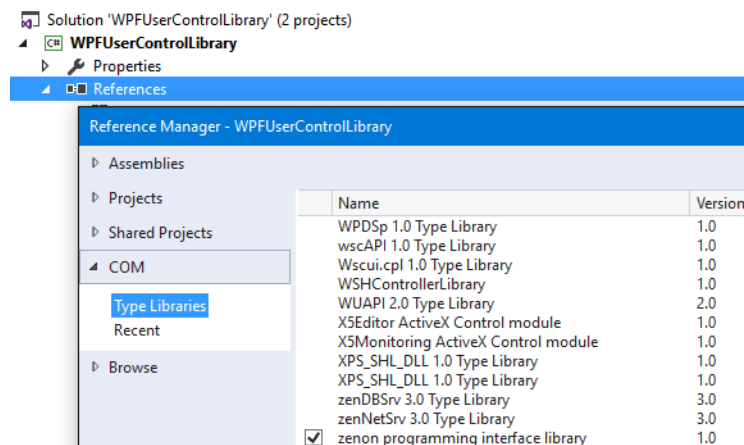 Solution 'WPFUserControlLibrary' (2 projects)
C# WPFUserControlLibrary
Properties
References
Reference Manager - WPFUserControlLibrary
Assemblies
Projects
Shared Projects
COM
Type Libraries
Recent
Browse
Name Version
WPDSp 1.0 Type Library 1.0
wscAPI 1.0 Type Library 1.0
Wscui.cpl 1.0 Type Library 1.0
WSHControllerLibrary 1.0
WUAPI 2.0 Type Library 2.0
X5Editor ActiveX Control module 1.0
X5Monitoring ActiveX Control module 1.0
XPS_SHL_DLL 1.0 Type Library 1.0
XPS_SHL_DLL 1.0 Type Library 1.0
zenDBSrv 3.0 Type Library 3.0
zenNetSrv 3.0 Type Library 3.0
zenon programming interface library 1.0